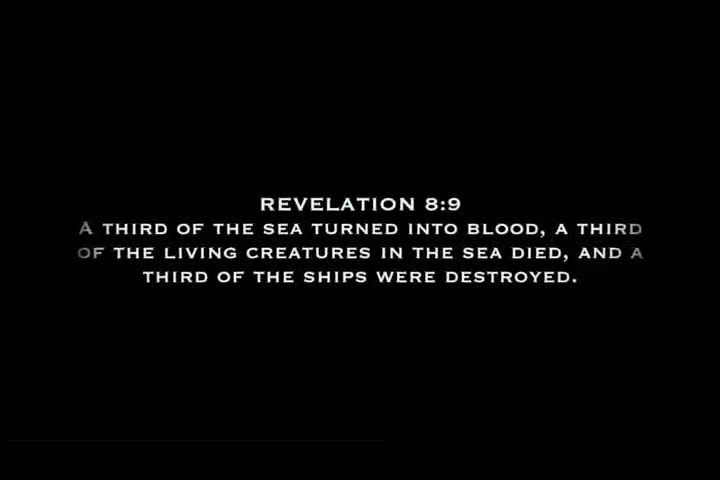 REVELATION 8:9
A THIRD OF THE SEA TURNED INTO BLOOD, A THIRD
OF THE LIVING CREATURES IN THE SEA DIED, AND A
THIRD OF THE SHIPS WERE DESTROYED.